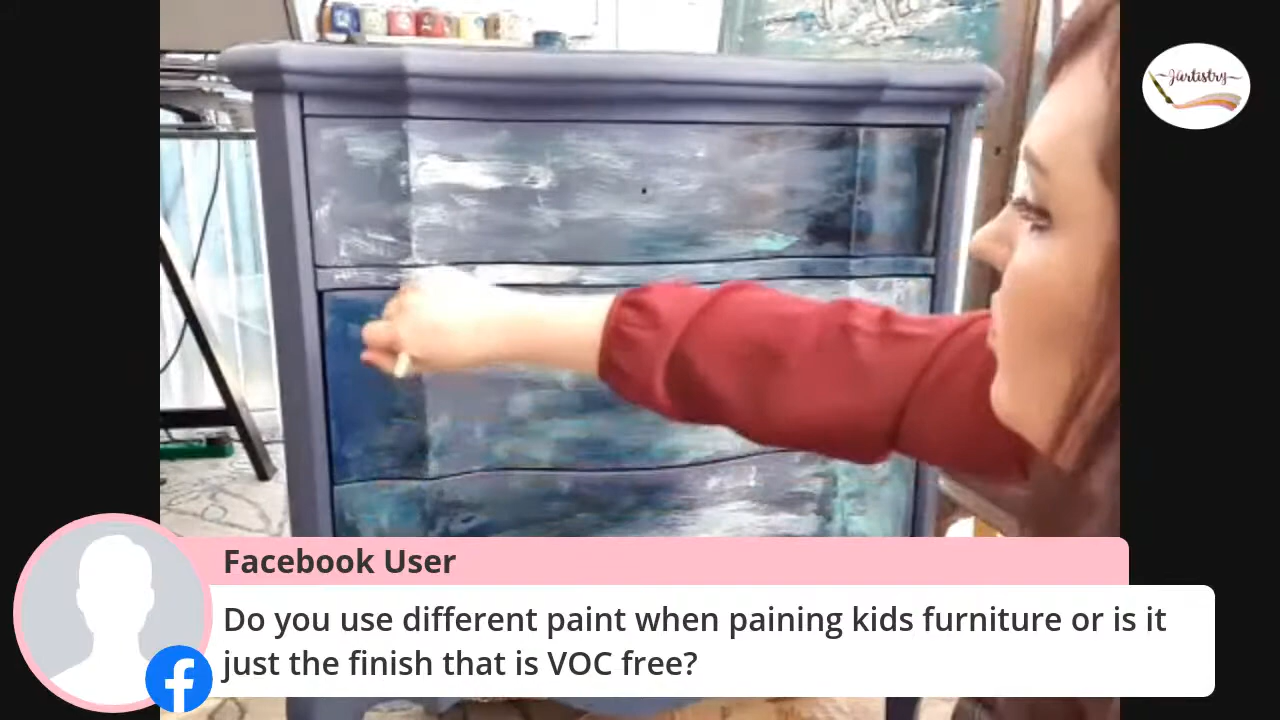 Jartistry
Facebook User
Do you use different paint when paining kids furniture or is it
just the finish that is VOC free?